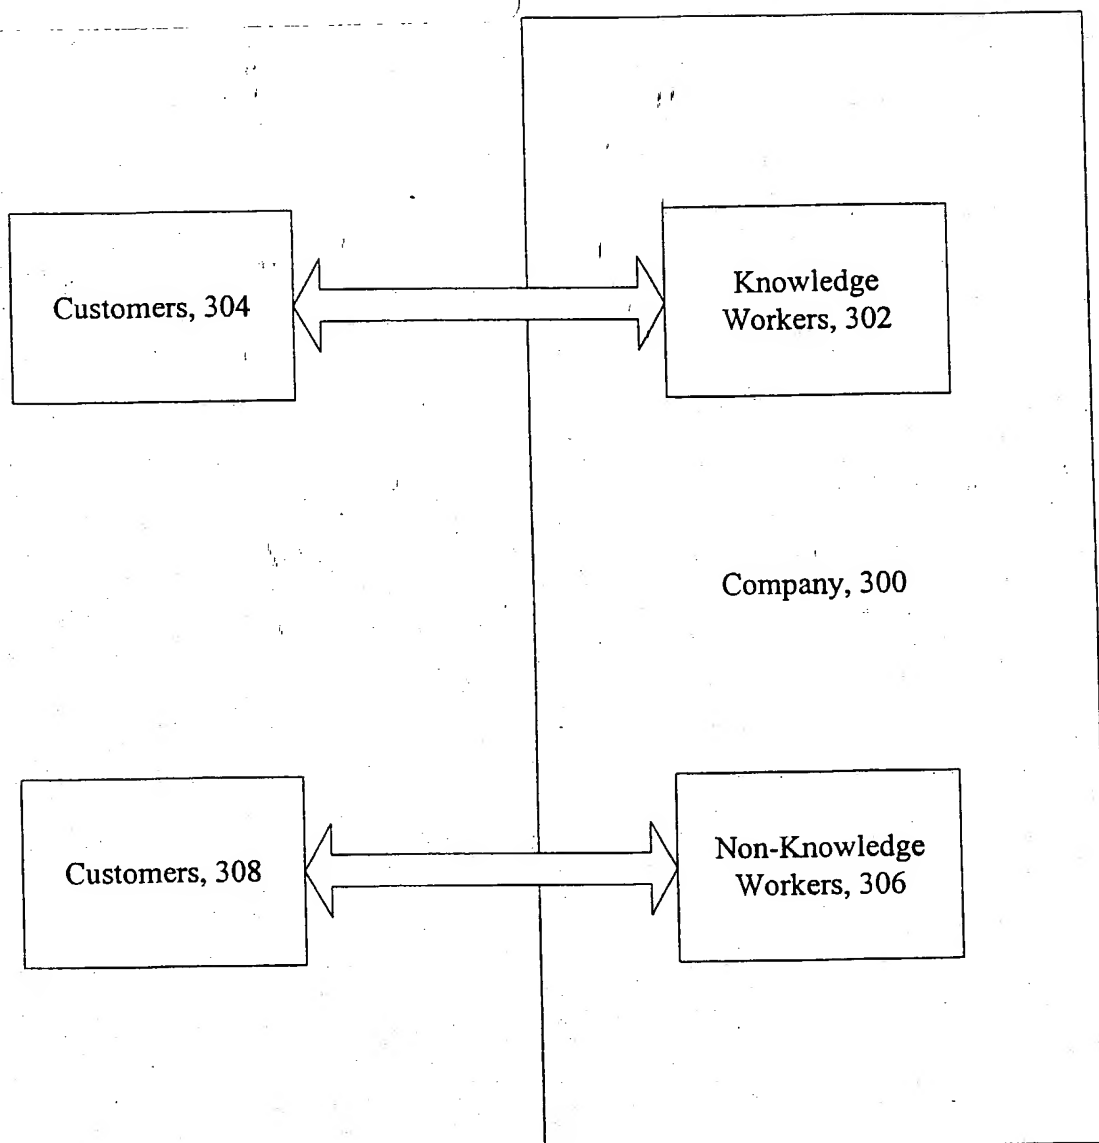 Customers, 304
Knowledge
Workers, 302
Company, 300
Customers, 308
Non-Knowledge
Workers, 306